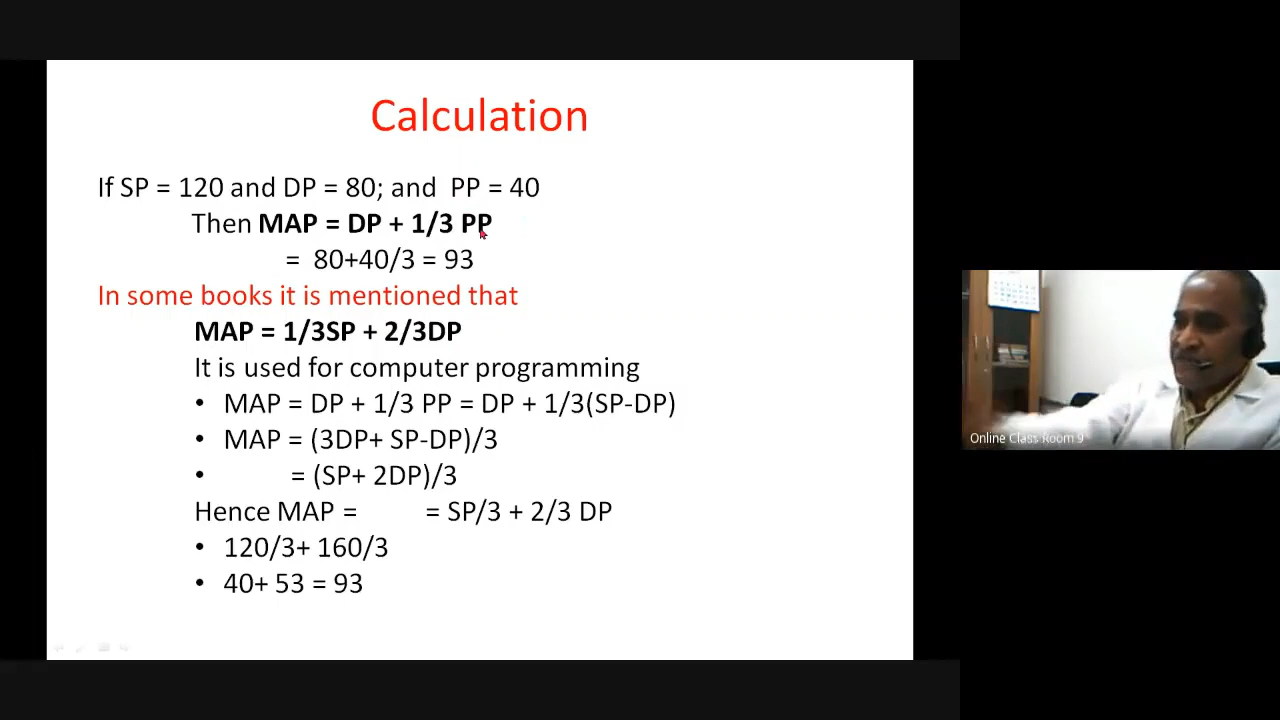 Calculation
If SP = 120 and DP = 80; and PP = 40
Then MAP = DP + 1/3 PP
= 80+40/3 = 93
In some books it is mentioned that
MAP = 1/3SP + 2/3DP
It is used for computer programming
• MAP = DP + 1/3 PP = DP + 1/3(SP-DP)
• MAP = (3DP+ SP-DP)/3
• = (SP+ 2DP)/3
Hence MAP = = SP/3 + 2/3 DP
• 120/3+ 160/3
• 40+ 53 = 93
Online Class Room 9